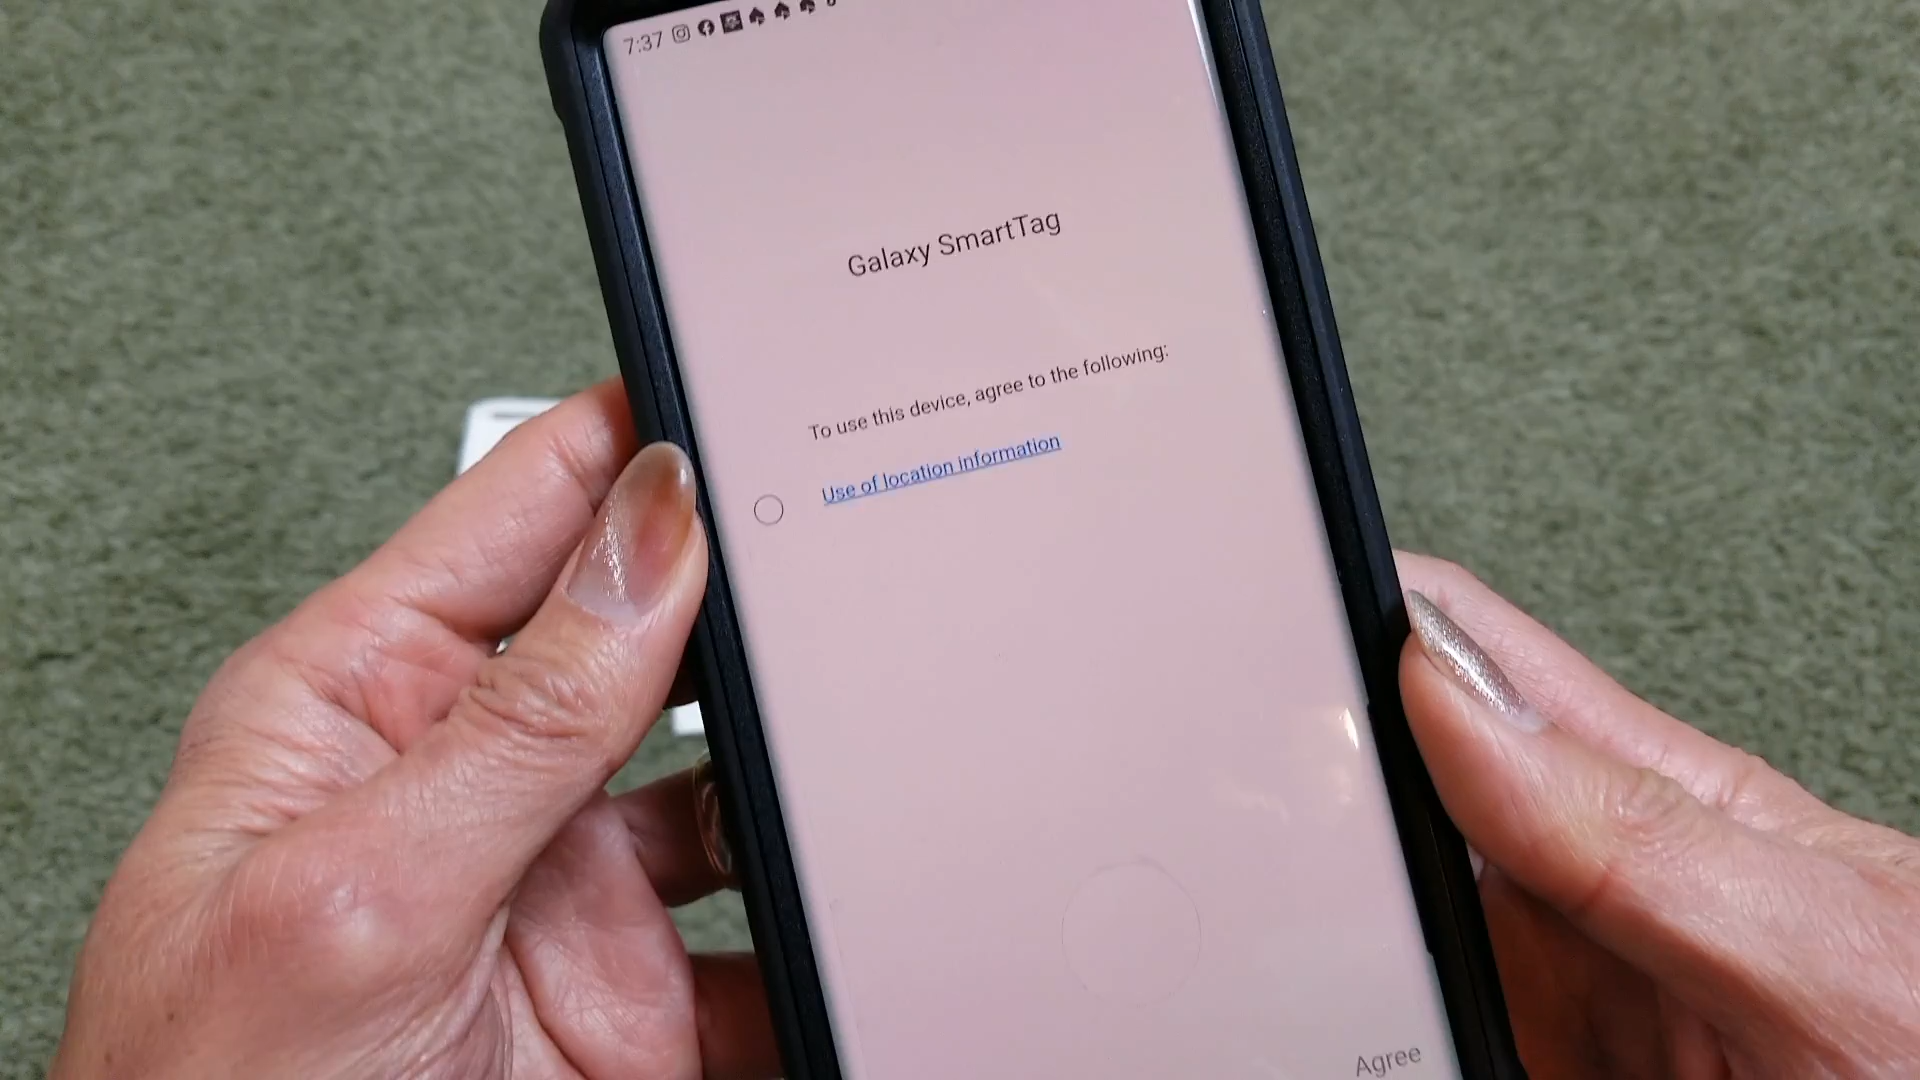 7:37
Galaxy SmartTag
To use this device, agree to the following:
Use of location information
Agree